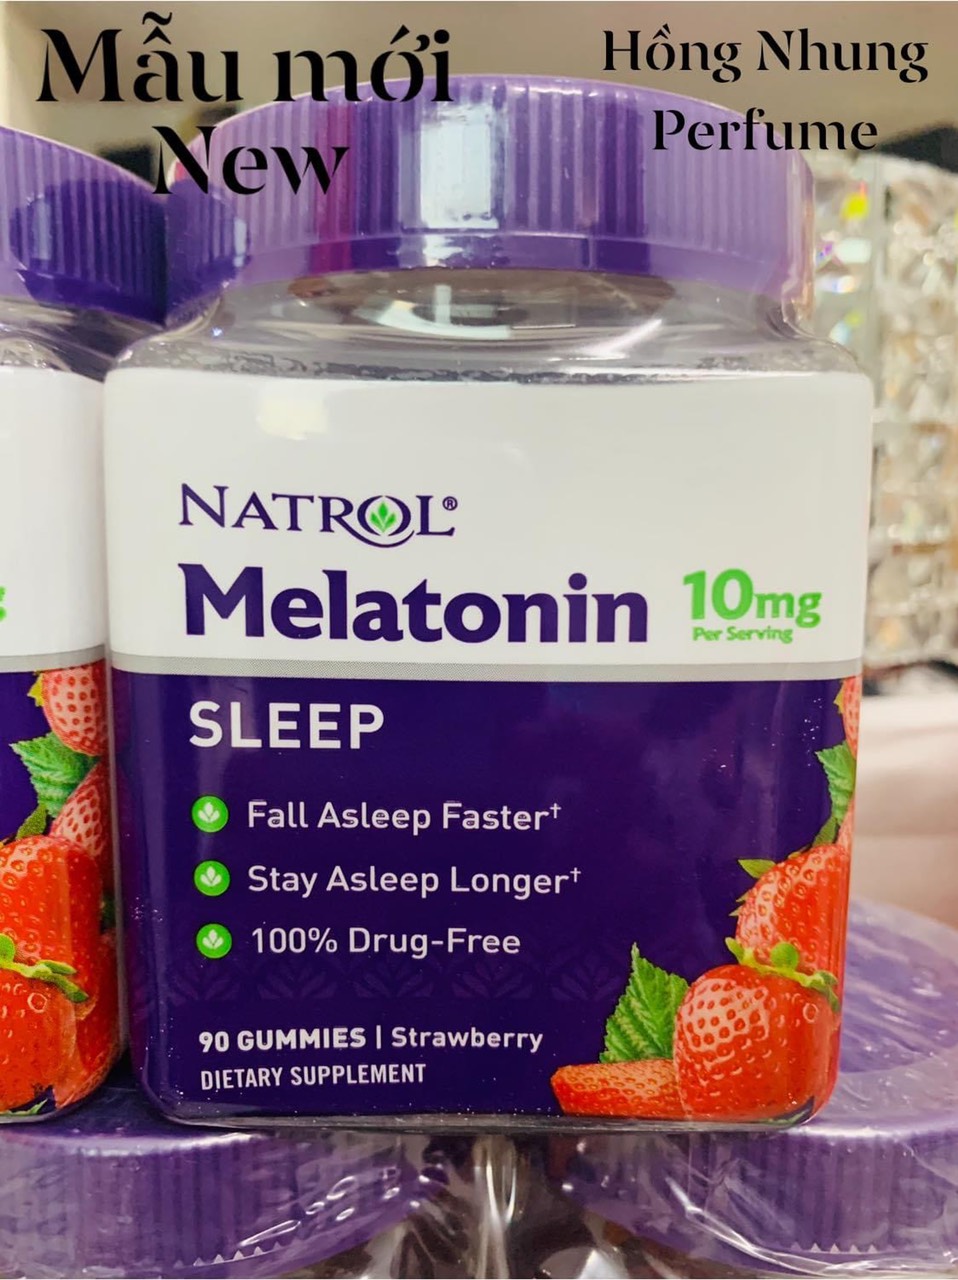 Mẫu mới
New
Hồng Nhung
Perfume
NATROL®
Melatonin 10mg
Per Serving
SLEEP
Fall Asleep Faster†
Stay Asleep Longer†
100% Drug-Free
90 GUMMIES | Strawberry
DIETARY SUPPLEMENT
g